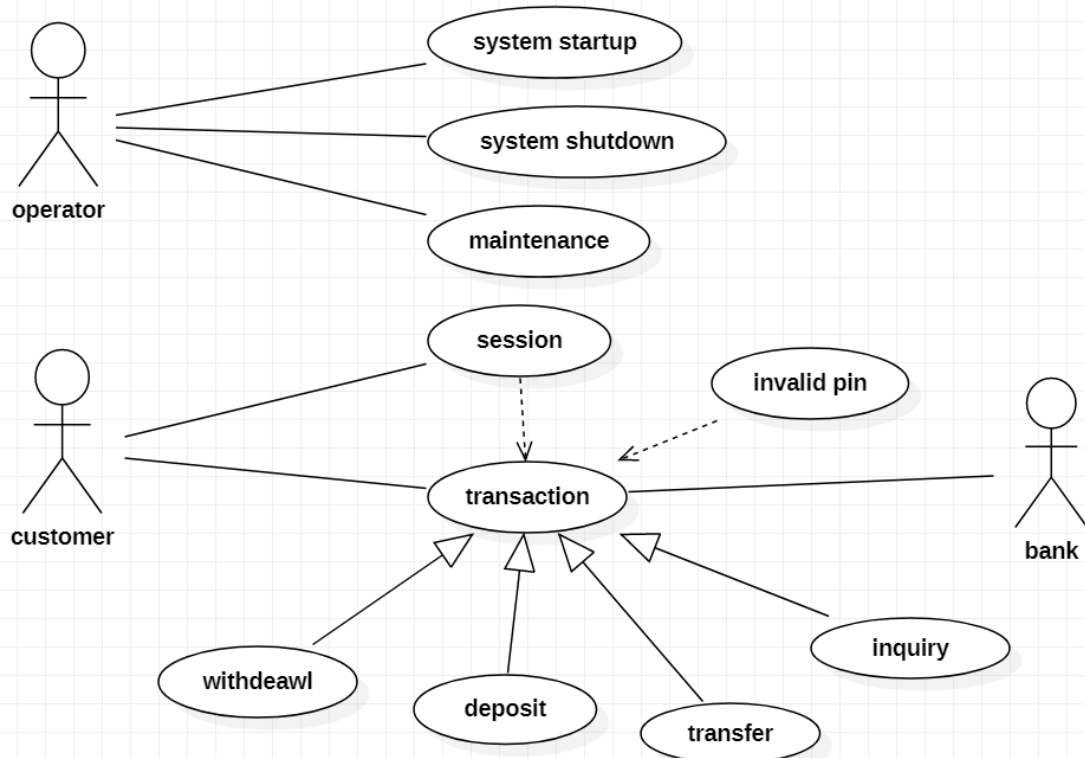 system startup
system shutdown
operator
maintenance
session
invalid pin
transaction
customer
bank
inquiry
withdeawl
deposit
transfer